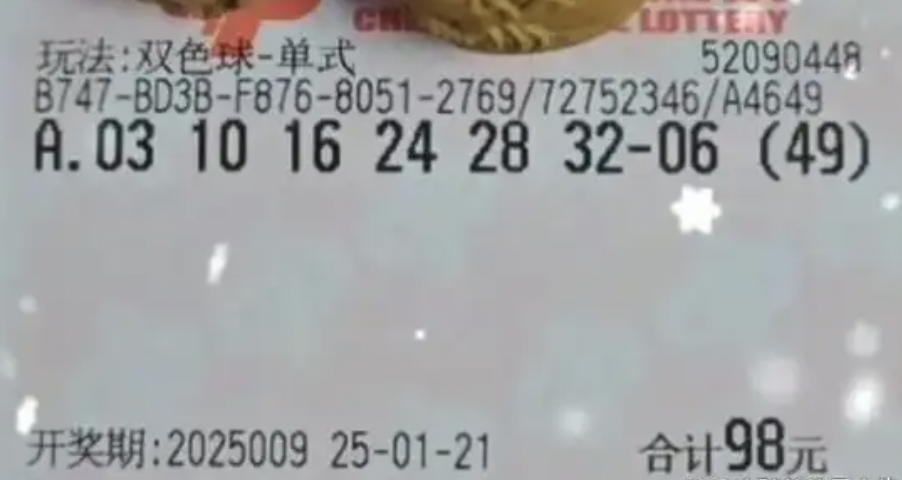 LOTTERY
玩法:双色球-单式 52090448
B747-BD3B-F876-8051-2769/72752346/A4649
A.03 10 16 24 28 32-06 (49)
开奖期:2025009 25-01-21 合计98元